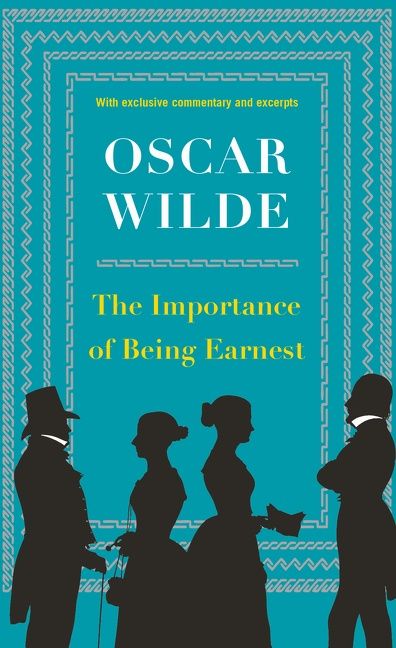 With exclusive commentary and excerpts
OSCAR
WILDE
The Importance
of Being Earnest